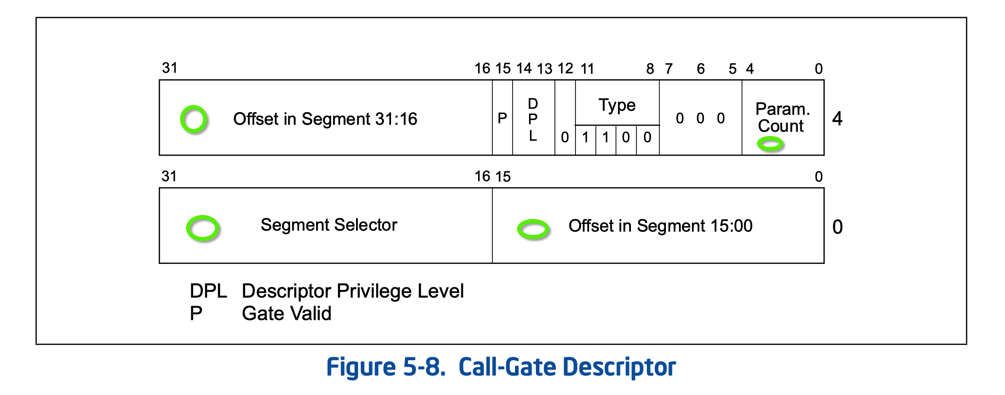 31 16 15 14 13 12 11 8 7 6 5 4 0
Offset in Segment 31:16 P DPL 0 Type 1 1 0 0 0 0 0 Param. Count 4
31 16 15 0
Segment Selector Offset in Segment 15:00 0
DPL Descriptor Privilege Level
P Gate Valid
Figure 5-8. Call-Gate Descriptor